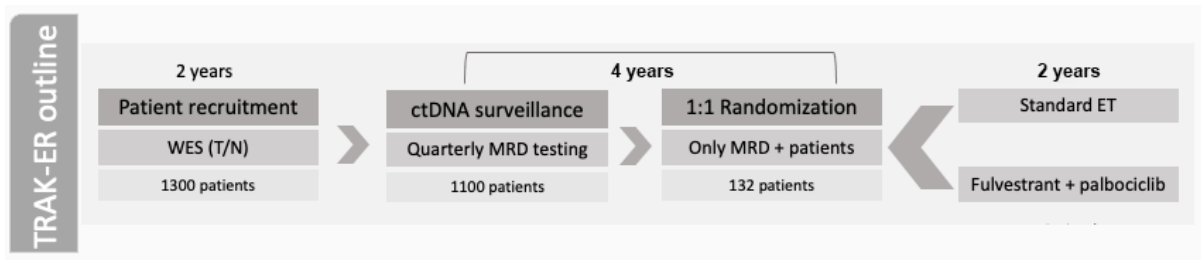 TRAK-ER outline
2 years
Patient recruitment
WES (T/N)
1300 patients
4 years
ctDNA surveillance
Quarterly MRD testing
1100 patients
1:1 Randomization
Only MRD + patients
132 patients
2 years
Standard ET
Fulvestrant + palbociclib